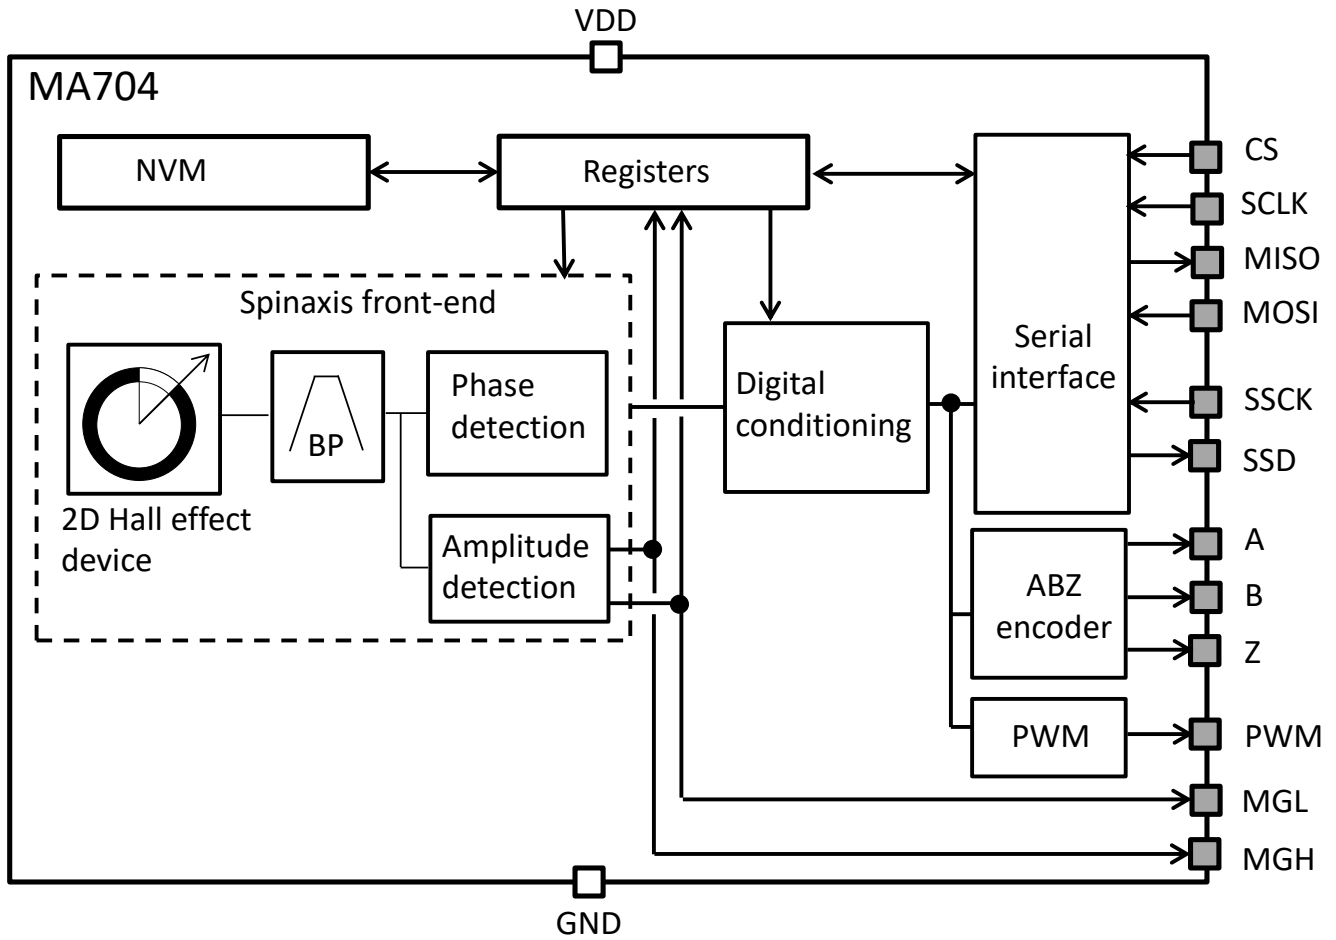 VDD
MA704
NVM
Registers
CS
SCLK
MISO
MOSI
SSCK
SSD
Serial
interface
Spinaxis front-end
Phase
detection
BP
Digital
conditioning
2D Hall effect
device
Amplitude
detection
ABZ
encoder
A
B
Z
PWM
PWM
MGL
MGH
GND